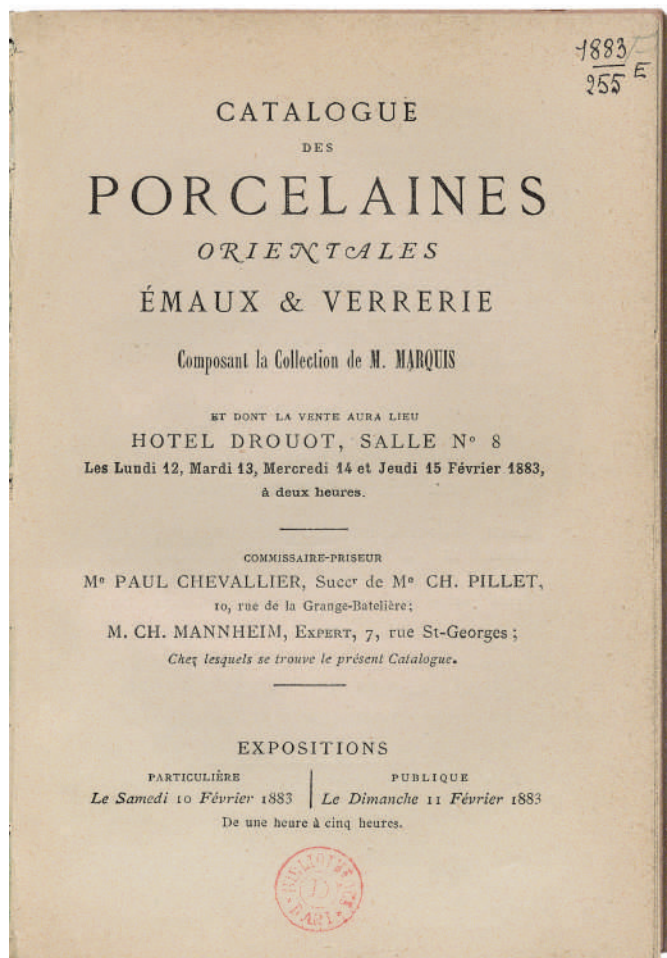 1883
255 E
CATALOGUE
DES
PORCELAINES
ORIENTALES
ÉMAUX & VERRERIE
Composant la Collection de M. MARQUIS
ET DONT LA VENTE AURA LIEU
HOTEL DROUOT, SALLE Nº 8
Les Lundi 12, Mardi 13, Mercredi 14 et Jeudi 15 Février 1883,
à deux heures.
COMMISSAIRE-PRISEUR
Mᵉ PAUL CHEVALLIER, Succʳ de Mᵉ CH. PILLET,
10, rue de la Grange-Batelière;
M. CH. MANNHEIM, EXPERT, 7, rue St-Georges;
Chez lesquels se trouve le présent Catalogue.
EXPOSITIONS
PARTICULIÈRE
Le Samedi 10 Février 1883
PUBLIQUE
Le Dimanche 11 Février 1883
De une heure à cinq heures.
D'ART